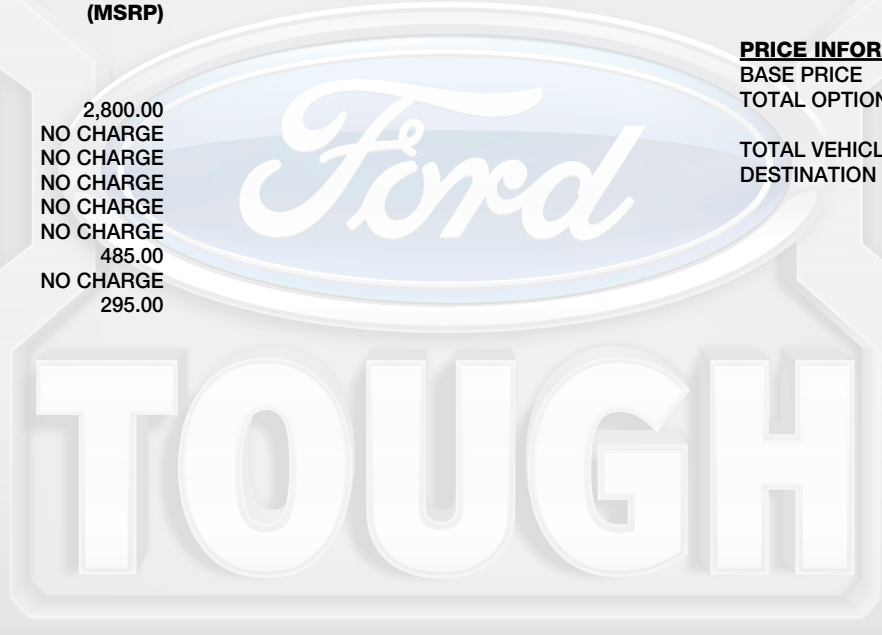 (MSRP)
2,800.00
NO CHARGE
NO CHARGE
NO CHARGE
NO CHARGE
NO CHARGE
485.00
NO CHARGE
295.00
PRICE INFOR
BASE PRICE
TOTAL OPTION
TOTAL VEHICL
DESTINATION
Ford
TOUGH